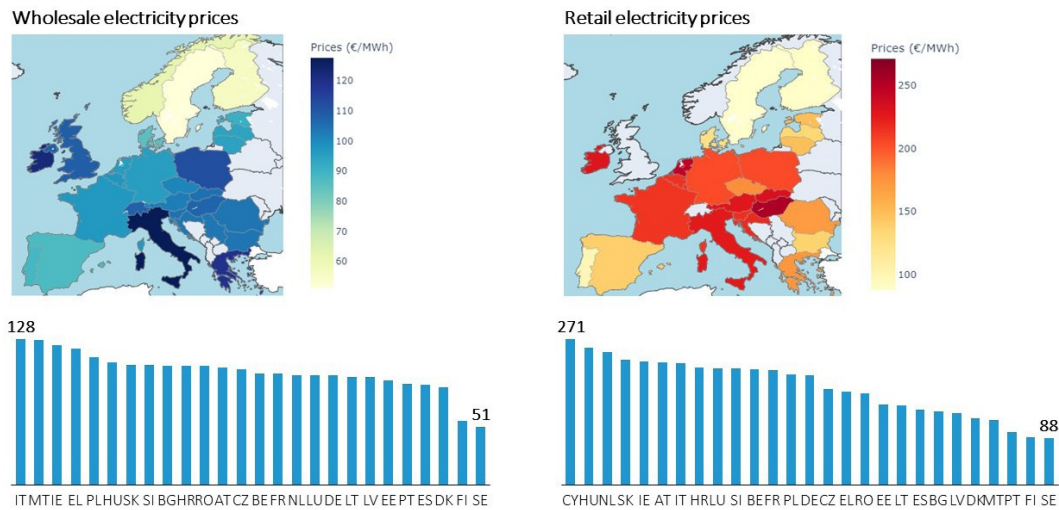 Wholesale electricity prices
Prices (€/MWh)
120
110
100
90
80
70
60
128
51
IT MT IE EL PL HU SK SI BG HR RO AT CZ BE FR NL LU DE LT LV EE PT ES DK FI SE
Retail electricity prices
Prices (€/MWh)
250
200
150
100
271
88
CY HU NL SK IE AT IT HR LU SI BE FR PL DE CZ EL RO EE LT ES BG LV DK MT PT FI SE